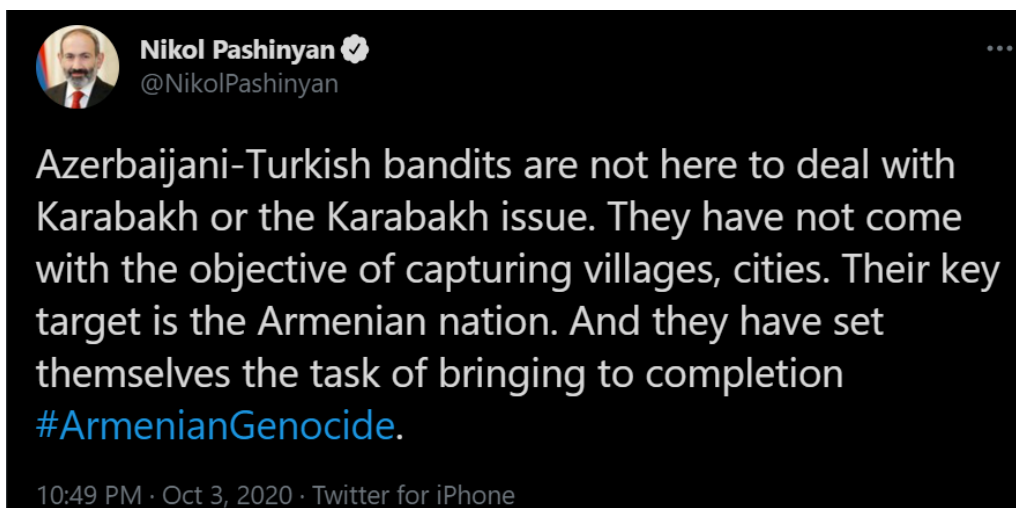 Nikol Pashinyan
@NikolPashinyan
Azerbaijani-Turkish bandits are not here to deal with
Karabakh or the Karabakh issue. They have not come
with the objective of capturing villages, cities. Their key
target is the Armenian nation. And they have set
themselves the task of bringing to completion
#ArmenianGenocide.
10:49 PM · Oct 3, 2020 · Twitter for iPhone